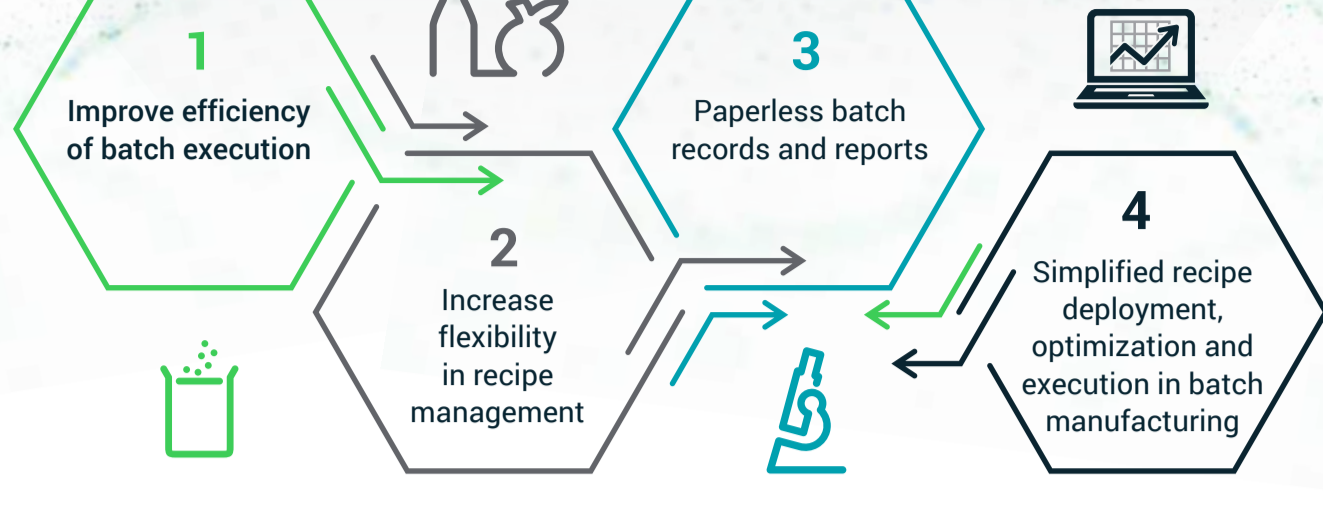 1
Improve efficiency
of batch execution
2
Increase
flexibility
in recipe
management
3
Paperless batch
records and reports
4
Simplified recipe
deployment,
optimization and
execution in batch
manufacturing